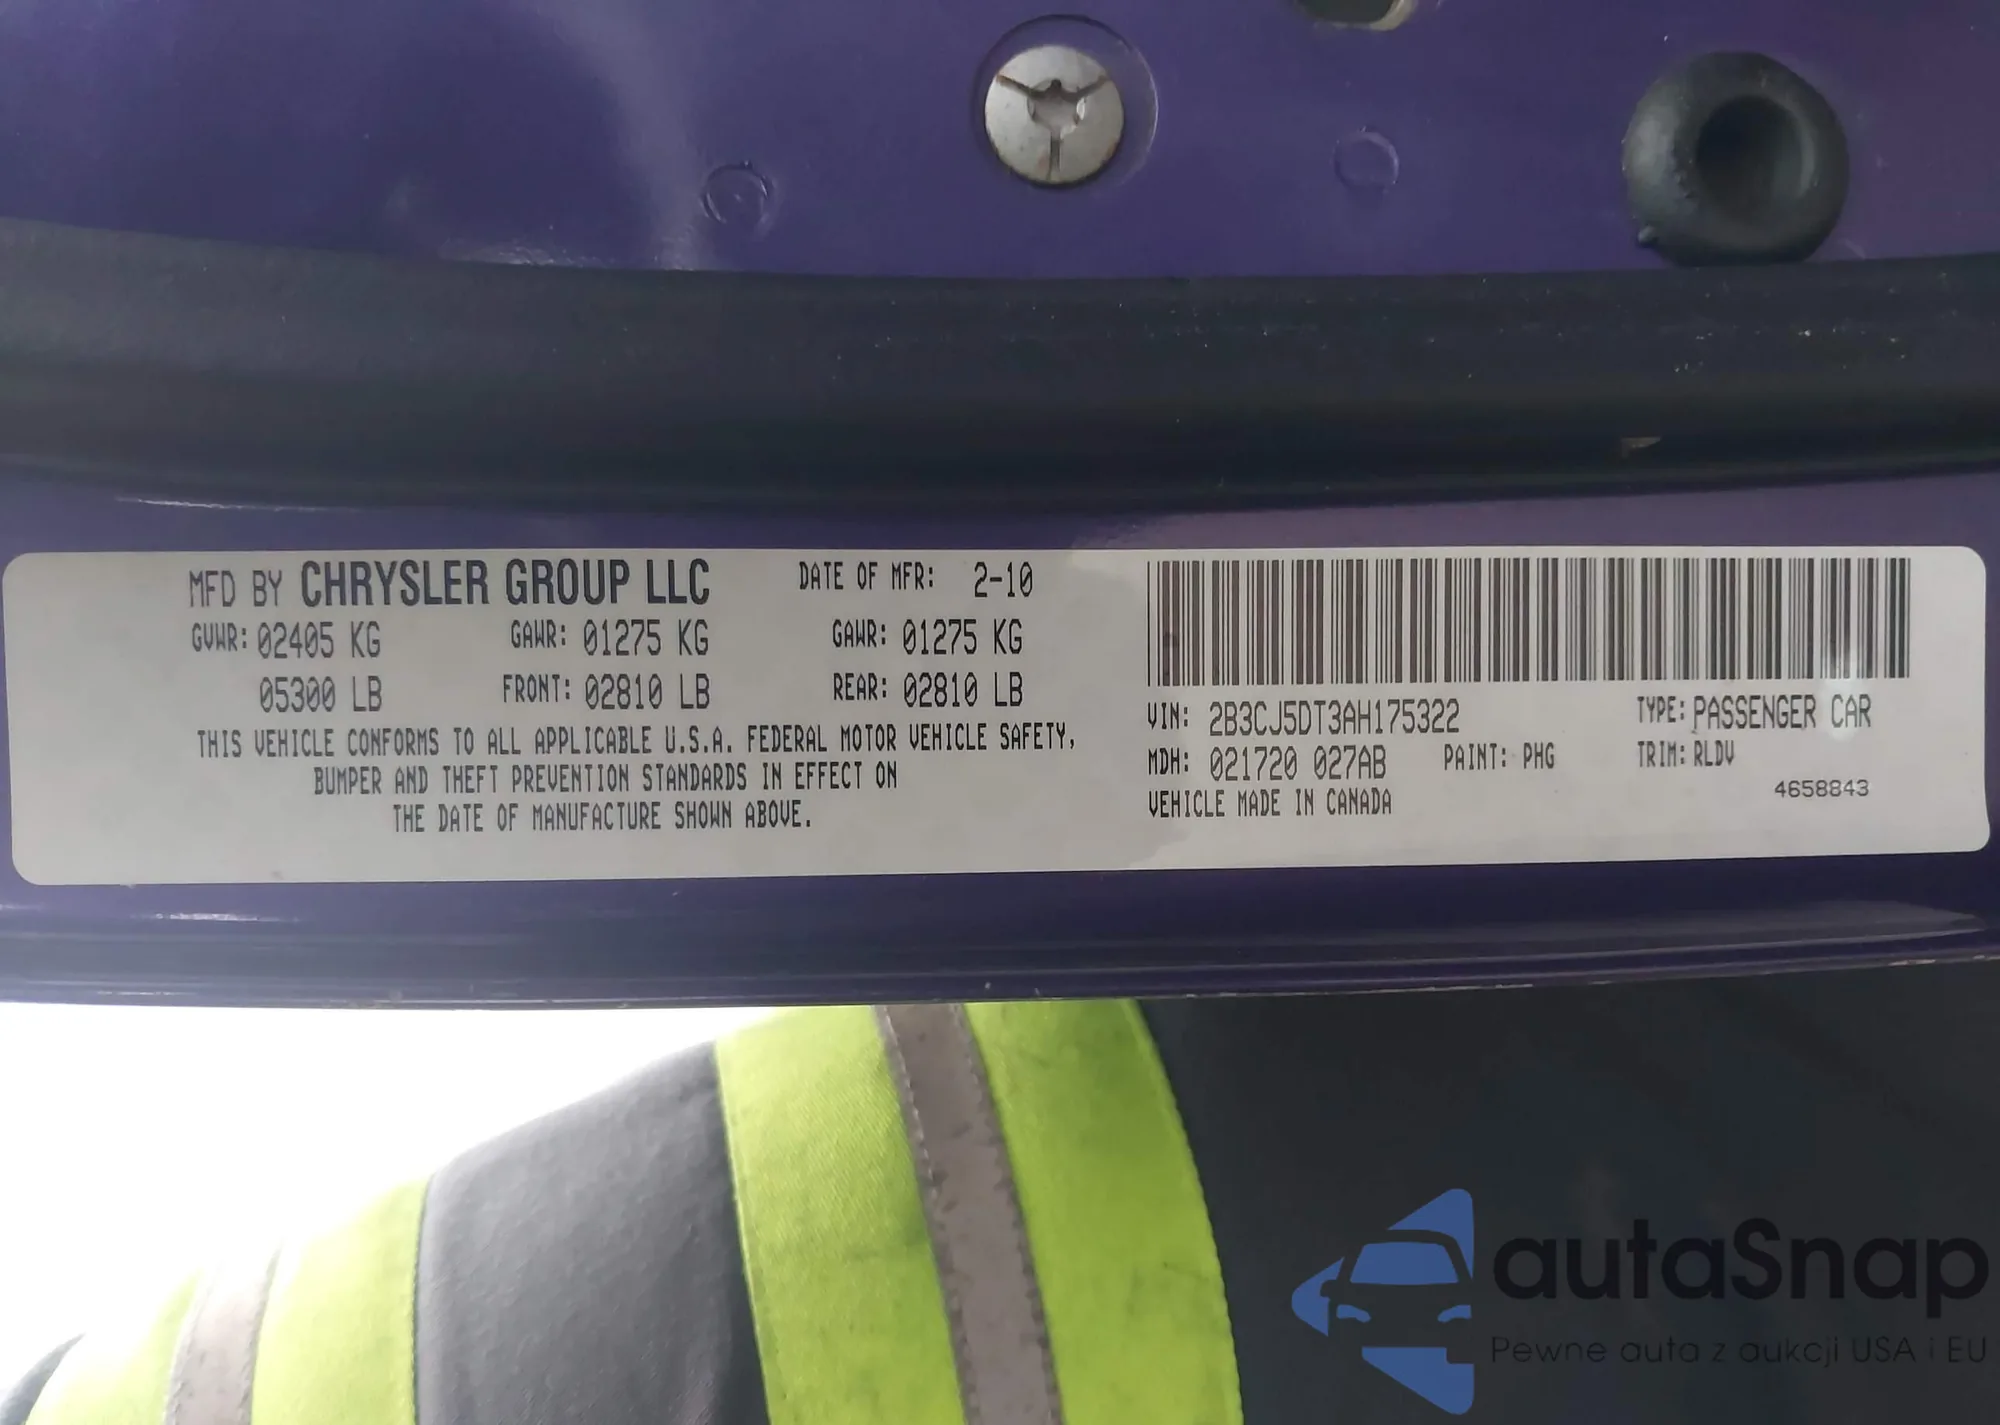 MFD BY CHRYSLER GROUP LLC DATE OF MFR: 2-10
GVWR: 02405 KG GAWR: 01275 KG GAWR: 01275 KG
05300 LB FRONT: 02810 LB REAR: 02810 LB
THIS VEHICLE CONFORMS TO ALL APPLICABLE U.S.A. FEDERAL MOTOR VEHICLE SAFETY,
BUMPER AND THEFT PREVENTION STANDARDS IN EFFECT ON
THE DATE OF MANUFACTURE SHOWN ABOVE.
VIN: 2B3CJ5DT3AH175322 TYPE: PASSENGER CAR
MDH: 021720 027AB PAINT: PHG TRIM: RLDV
VEHICLE MADE IN CANADA 4658843
autaSnap
Pewne auta z aukcji USA i EU